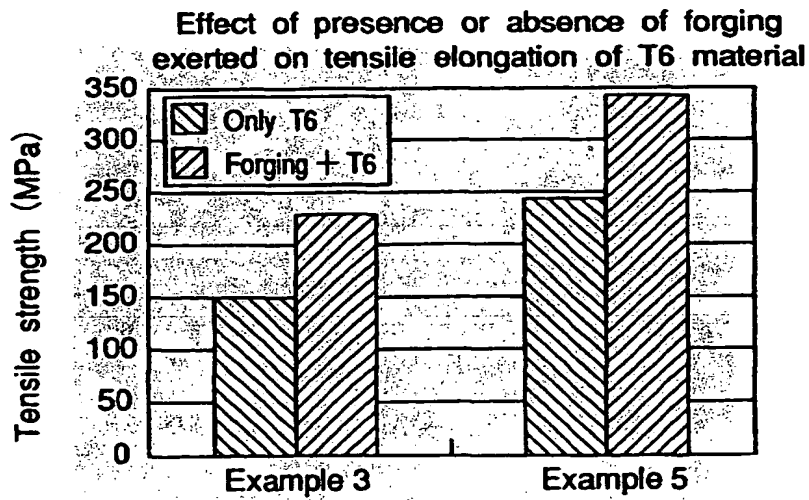 Effect of presence or absence of forging
exerted on tensile elongation of T6 material
Tensile strength (MPa)
350
300
250
200
150
100
50
0
Only T6
Forging + T6
Example 3
Example 5